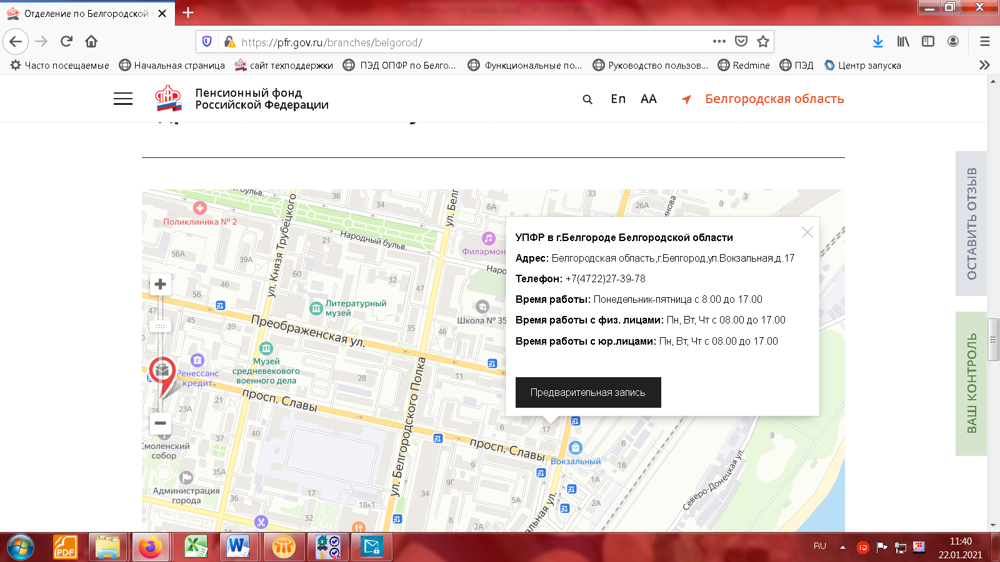 Отделение по Белгородской о
https://pfr.gov.ru/branches/belgorod/
Часто посещаемые
Начальная страница
сайт техподдержки
ПЭД ОПФР по Белго...
Функциональные по...
Руководство пользов...
Redmine
ПЭД
Центр запуска
Пенсионный фонд
Российской Федерации
En
AA
Белгородская область
ОСТАВИТЬ ОТЗЫВ
ВАШ КОНТРОЛЬ
УПФР в г.Белгороде Белгородской области
Адрес: Белгородская область,г.Белгород,ул.Вокзальная,д.17
Телефон: +7(4722)27-39-78
Время работы: Понедельник-пятница с 8.00 до 17.00
Время работы с физ. лицами: Пн, Вт, Чт с 08.00 до 17.00
Время работы с юр.лицами: Пн, Вт, Чт с 08.00 до 17.00
Предварительная запись
Поликлиника № 2
ул. Князя Трубецкого
Народный бульв.
ул. Бел
Филармон
Литературный
музей
Школа № 35
Преображенская ул.
Музей
средневекового
военного дела
Ренессанс
кредит
просп. Славы
ул. Белгородского Полка
просп. Славы
Вокзальный
Смоленский
собор
Администрация
города
Северо-Донецкая ул.
альная ул.
36
34
34
26А
9
3
6А
21
56А
39А
60
32
47
56
50
37
35
35
28
11
21
25
23А
40
17
6
6
3
35А
9
1В
9Г
1А
36
17
18к1
34
5А
2А
32
8
RU
11:40
22.01.2021